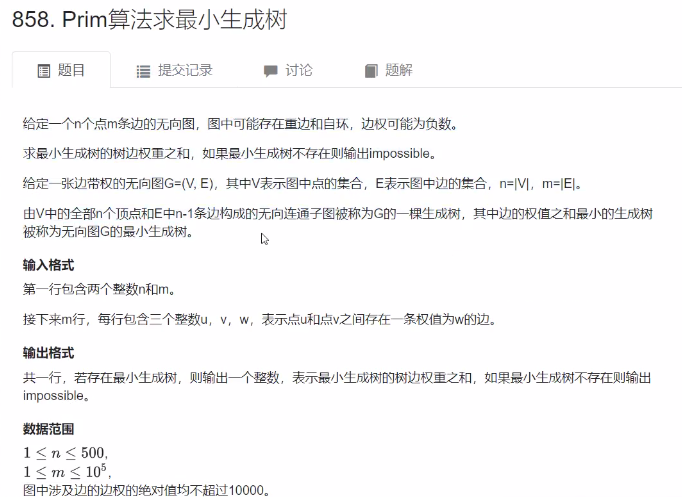 858. Prim算法求最小生成树
题目 提交记录 讨论 题解
给定一个n个点m条边的无向图，图中可能存在重边和自环，边权可能为负数。
求最小生成树的树边权重之和，如果最小生成树不存在则输出impossible。
给定一张边带权的无向图G=(V, E)，其中V表示图中点的集合，E表示图中边的集合，n=|V|，m=|E|。
由V中的全部n个顶点和E中n-1条边构成的无向连通子图被称为G的一棵生成树，其中边的权值之和最小的生成树
被称为无向图G的最小生成树。
输入格式
第一行包含两个整数n和m。
接下来m行，每行包含三个整数u，v，w，表示点u和点v之间存在一条权值为w的边。
输出格式
共一行，若存在最小生成树，则输出一个整数，表示最小生成树的树边权重之和，如果最小生成树不存在则输出
impossible。
数据范围
1 ≤ n ≤ 500,
1 ≤ m ≤ 10⁵,
图中涉及边的边权的绝对值均不超过10000。